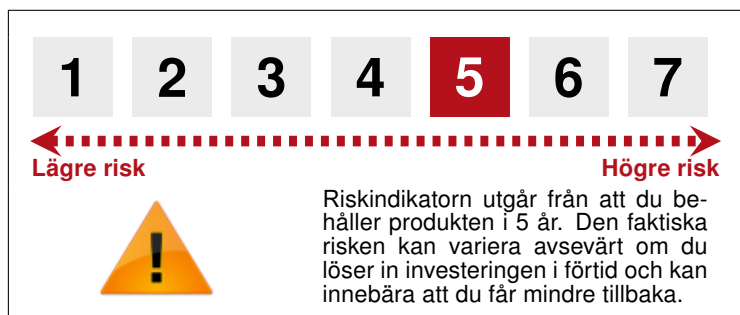 1 2 3 4 5 6 7
Lägre risk Högre risk
Riskindikatorn utgår från att du be-
håller produkten i 5 år. Den faktiska
risken kan variera avsevärt om du
löser in investeringen i förtid och kan
innebära att du får mindre tillbaka.